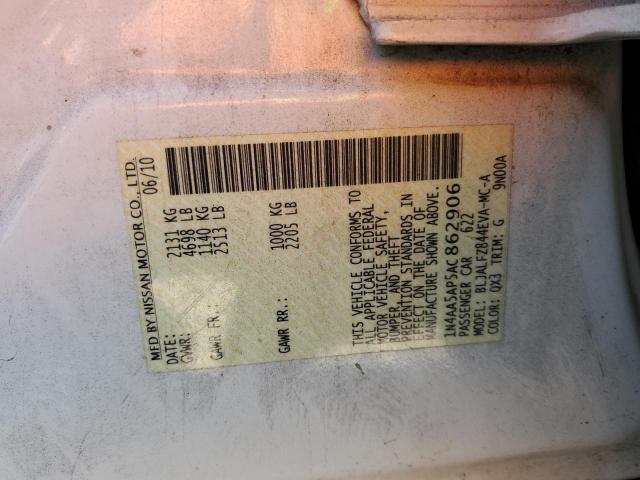 MFD BY NISSAN MOTOR CO., LTD.
DATE: 06/10
GVWR: 2131 KG
4698 LB
GAWR FR.: 1140 KG
2513 LB
GAWR RR.: 1000 KG
2205 LB
THIS VEHICLE CONFORMS TO
ALL APPLICABLE FEDERAL
MOTOR VEHICLE SAFETY,
BUMPER, AND THEFT
PREVENTION STANDARDS IN
EFFECT ON THE DATE OF
MANUFACTURE SHOWN ABOVE.
1N4AA5AP5AC862906
PASSENGER CAR 622
MODEL: BLJALFZ84MEVA-MC-A
COLOR: QX3 TRIM: G 9N00A